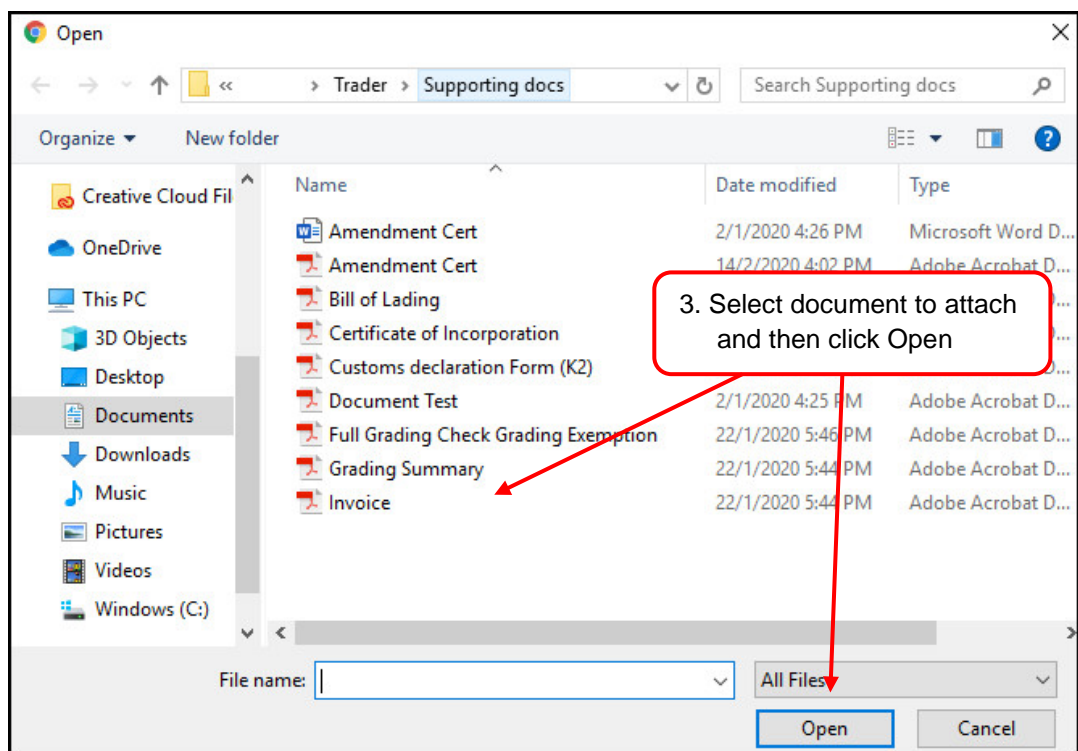 Open
« > Trader > Supporting docs
Search Supporting docs
Organize
New folder
Name
Date modified
Type
Creative Cloud Fil
OneDrive
This PC
3D Objects
Desktop
Documents
Downloads
Music
Pictures
Videos
Windows (C:)
Amendment Cert 2/1/2020 4:26 PM Microsoft Word D...
Amendment Cert 14/2/2020 4:02 PM Adobe Acrobat D...
Bill of Lading
Certificate of Incorporation
Customs declaration Form (K2)
Document Test 2/1/2020 4:25 PM Adobe Acrobat D...
Full Grading Check Grading Exemption 22/1/2020 5:46 PM Adobe Acrobat D...
Grading Summary 22/1/2020 5:44 PM Adobe Acrobat D...
Invoice 22/1/2020 5:44 PM Adobe Acrobat D...
3. Select document to attach
and then click Open
File name:
All Files
Open
Cancel